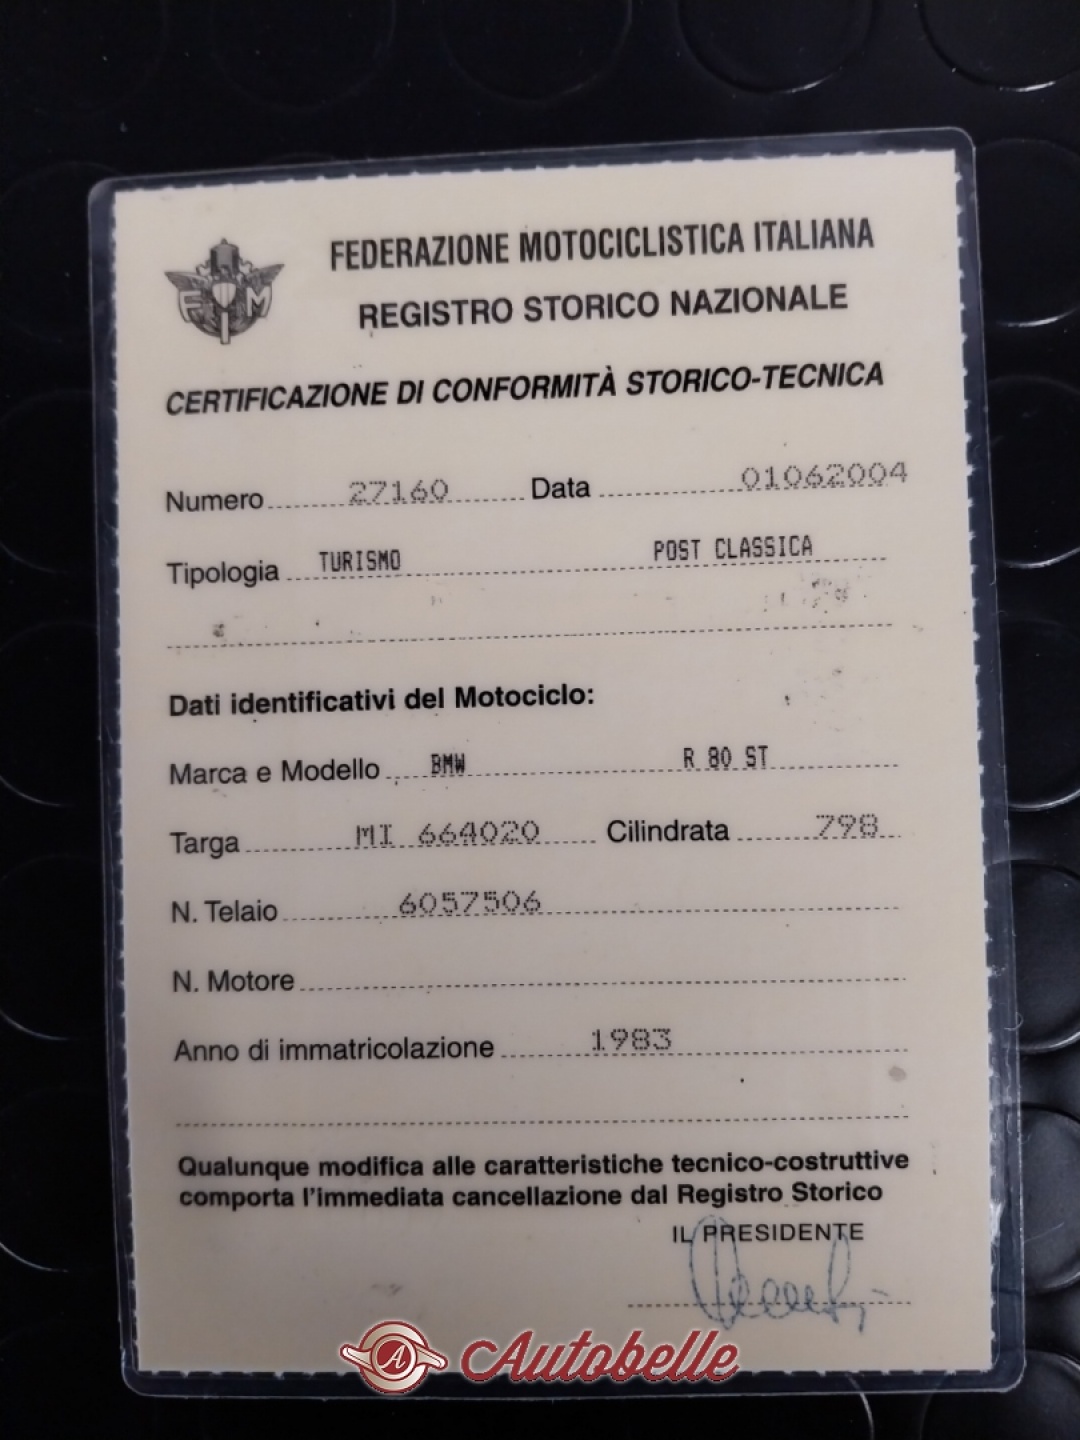 FIM
FEDERAZIONE MOTOCICLISTICA ITALIANA
REGISTRO STORICO NAZIONALE
CERTIFICAZIONE DI CONFORMITÀ STORICO-TECNICA
Numero 27160 Data 01062004
Tipologia TURISMO POST CLASSICA
Dati identificativi del Motociclo:
Marca e Modello BMW R 80 ST
Targa MI 664020 Cilindrata 798
N. Telaio 6057506
N. Motore
Anno di immatricolazione 1983
Qualunque modifica alle caratteristiche tecnico-costruttive
comporta l'immediata cancellazione dal Registro Storico
IL PRESIDENTE
A Autobelle